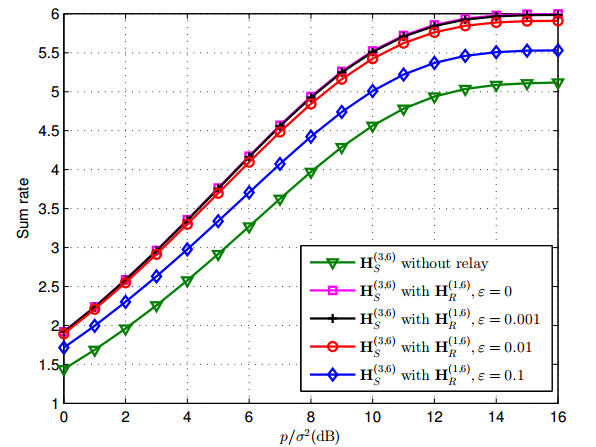 6
5.5
5
4.5
4
3.5
3
2.5
2
1.5
1
Sum rate
H_S^{(3.6)} without relay
H_S^{(3.6)} with H_R^{(1.6)}, ε = 0
H_S^{(3.6)} with H_R^{(1.6)}, ε = 0.001
H_S^{(3.6)} with H_R^{(1.6)}, ε = 0.01
H_S^{(3.6)} with H_R^{(1.6)}, ε = 0.1
0 2 4 6 8 10 12 14 16
p/σ²(dB)